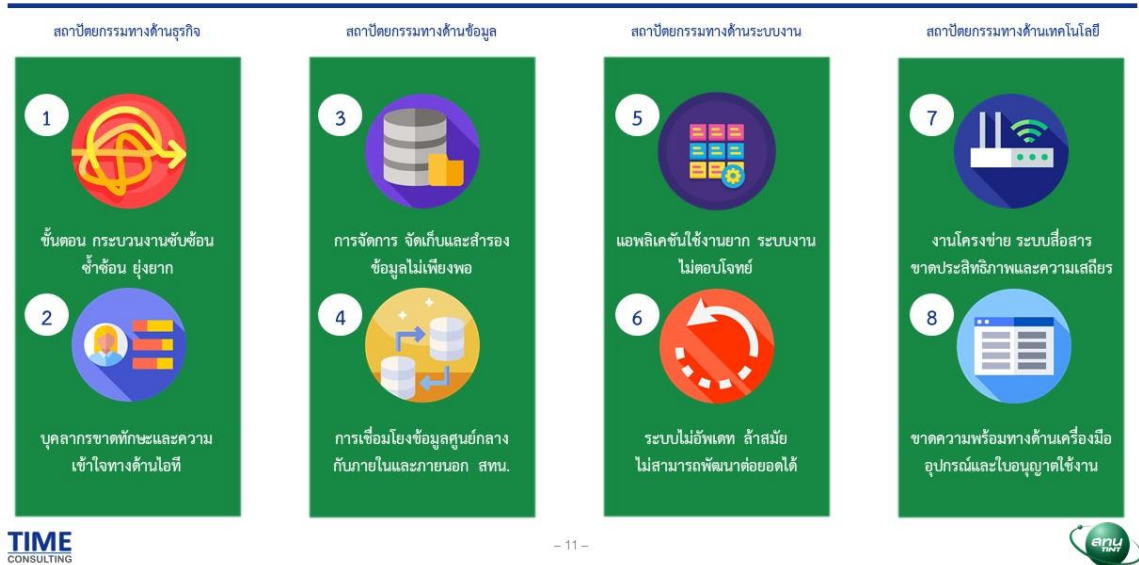 สถาปัตยกรรมทางด้านธุรกิจ
สถาปัตยกรรมทางด้านข้อมูล
สถาปัตยกรรมทางด้านระบบงาน
สถาปัตยกรรมทางด้านเทคโนโลยี
1
ขั้นตอน กระบวนงานซับซ้อน
ซ้ำซ้อน ยุ่งยาก
2
บุคลากรขาดทักษะและความ
เข้าใจทางด้านไอที
3
การจัดการ จัดเก็บและสำรอง
ข้อมูลไม่เพียงพอ
4
การเชื่อมโยงข้อมูลศูนย์กลาง
กับภายในและภายนอก สทน.
5
แอพลิเคชันใช้งานยาก ระบบงาน
ไม่ตอบโจทย์
6
ระบบไม่อัพเดท ล้าสมัย
ไม่สามารถพัฒนาต่อยอดได้
7
งานโครงข่าย ระบบสื่อสาร
ขาดประสิทธิภาพและความเสถียร
8
ขาดความพร้อมทางด้านเครื่องมือ
อุปกรณ์และใบอนุญาตใช้งาน
TIME
CONSULTING
– 11 –
สทน
TINT